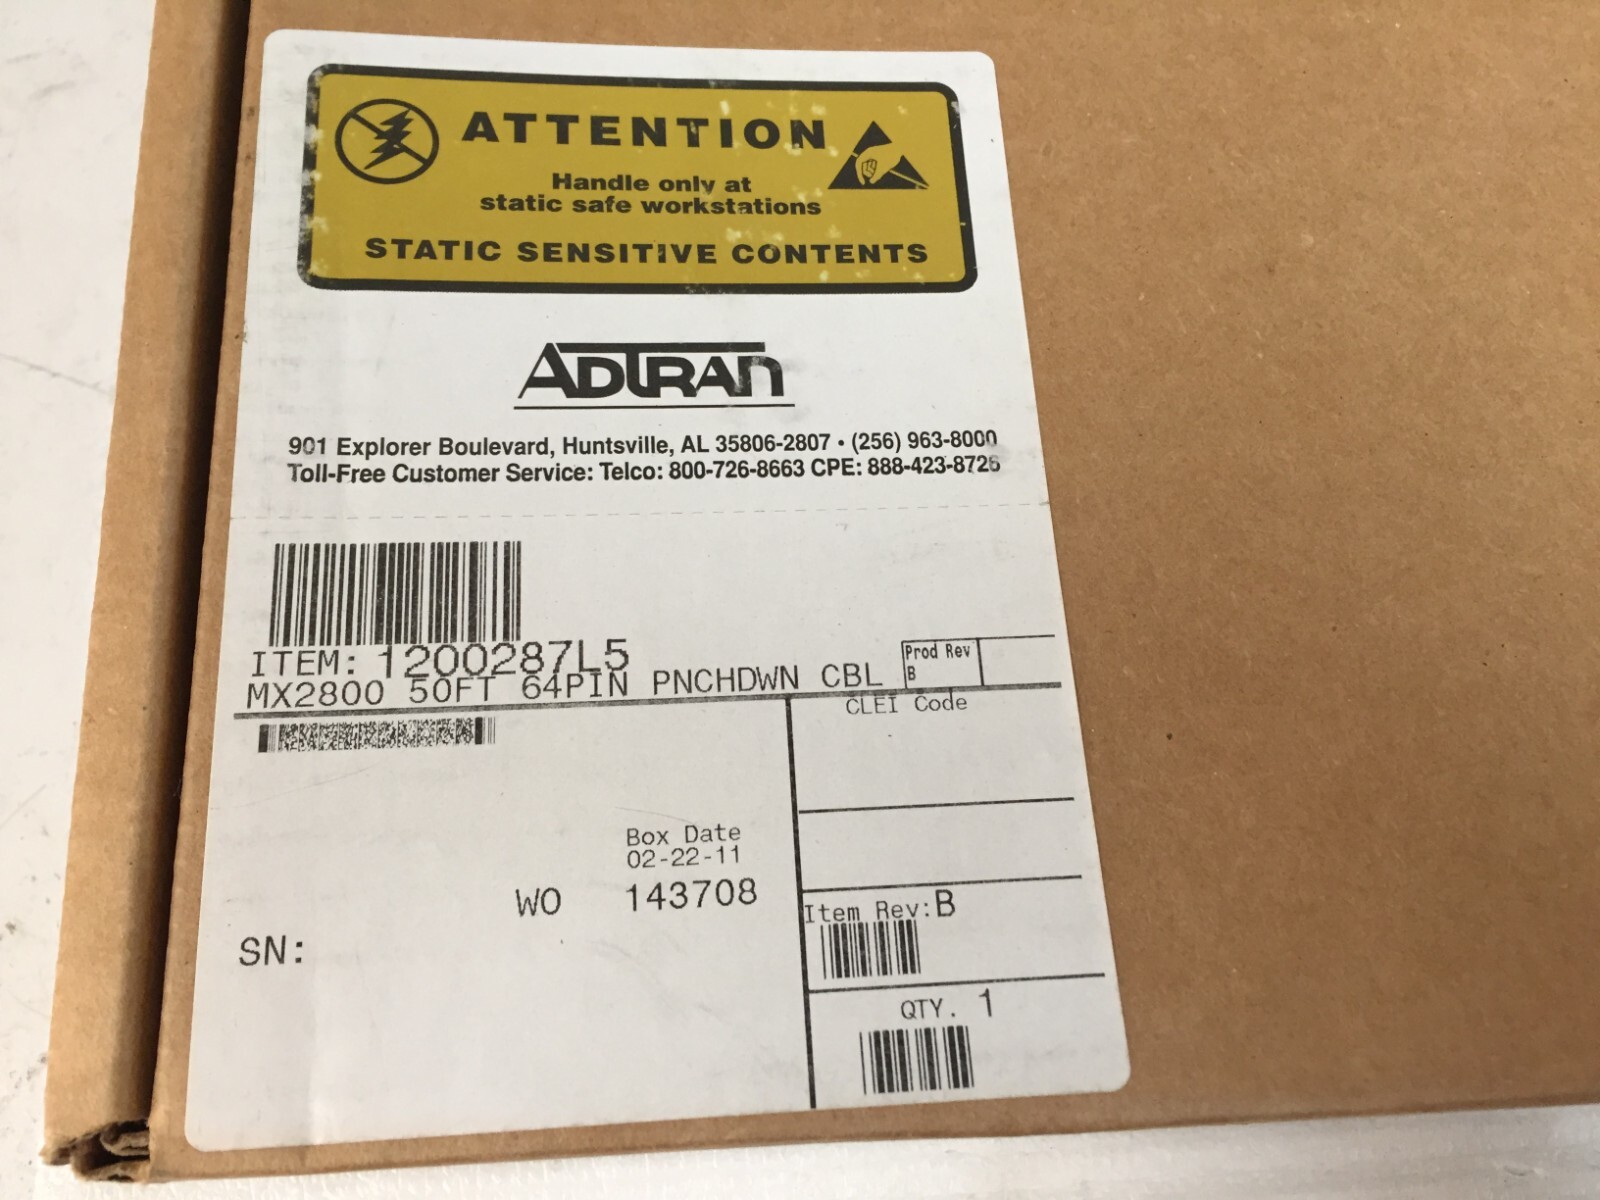 ATTENTION
Handle only at
static safe workstations
STATIC SENSITIVE CONTENTS
ADTRAN
901 Explorer Boulevard, Huntsville, AL 35806-2807 • (256) 963-8000
Toll-Free Customer Service: Telco: 800-726-8663 CPE: 888-423-8726
ITEM: 1200287L5
MX2800 50FT 64PIN PNCHDWN CBL
Prod Rev
B
CLEI Code
Box Date
02-22-11
WO 143708
SN:
Item Rev:B
QTY. 1